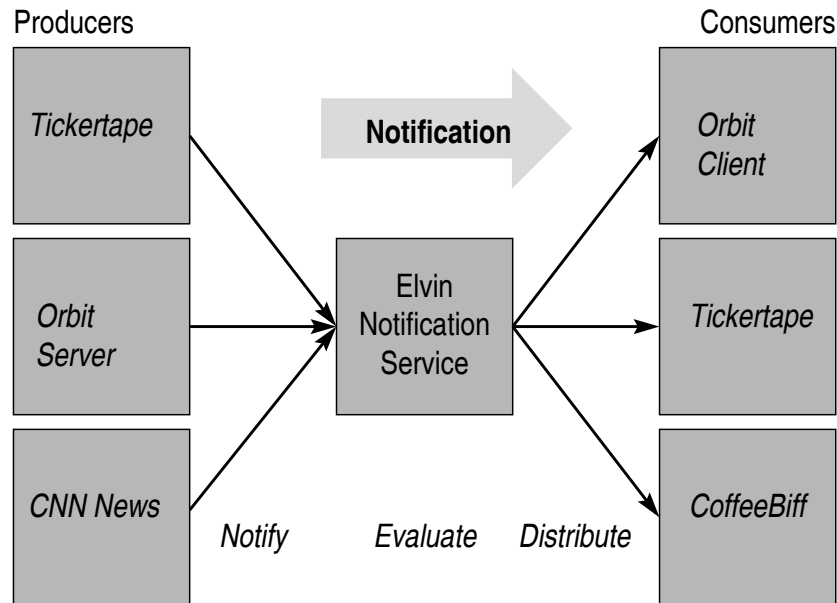 Producers
Consumers
Tickertape
Notification
Orbit
Client
Orbit
Server
Elvin
Notification
Service
Tickertape
CNN News
CoffeeBiff
Notify
Evaluate
Distribute